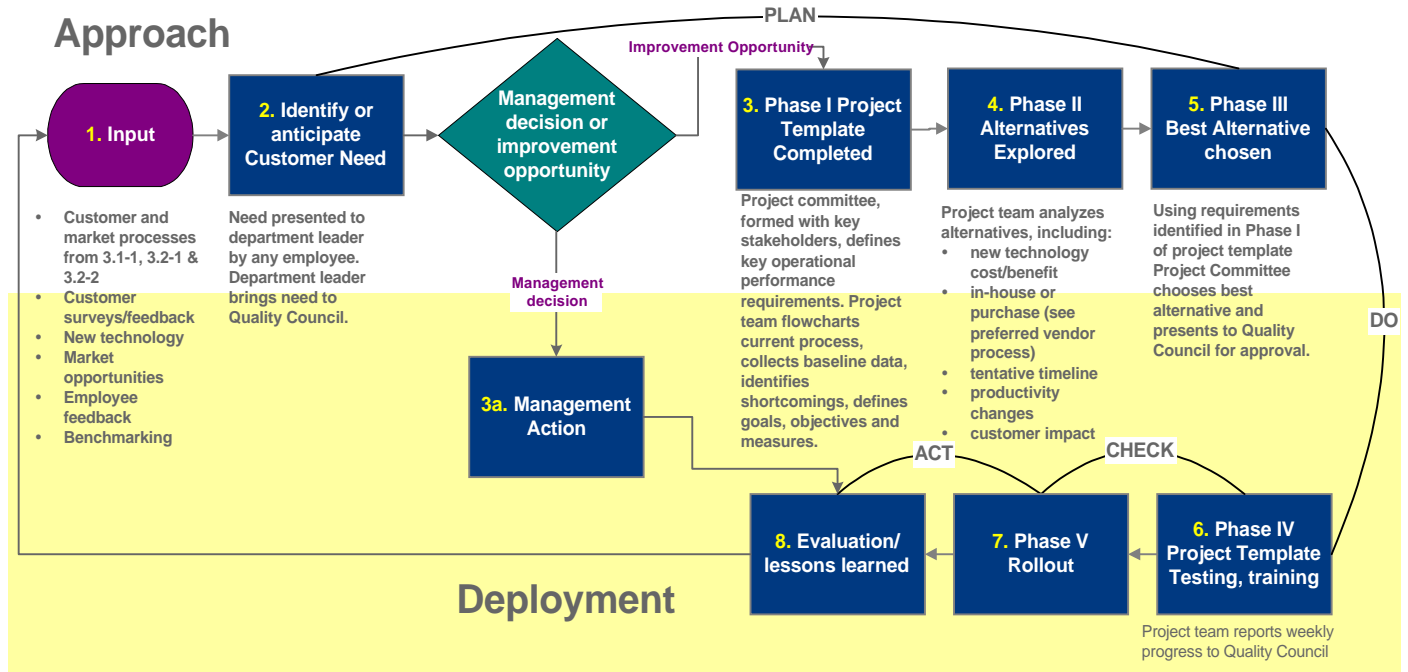 Approach
PLAN
Improvement Opportunity
1. Input
2. Identify or
anticipate
Customer Need
Management
decision or
improvement
opportunity
3. Phase I Project
Template
Completed
4. Phase II
Alternatives
Explored
5. Phase III
Best Alternative
chosen
• Customer and
market processes
from 3.1-1, 3.2-1 &
3.2-2
• Customer
surveys/feedback
• New technology
• Market
opportunities
• Employee
feedback
• Benchmarking
Need presented to
department leader
by any employee.
Department leader
brings need to
Quality Council.
Management
decision
Project committee,
formed with key
stakeholders, defines
key operational
performance
requirements. Project
team flowcharts
current process,
collects baseline data,
identifies
shortcomings, defines
goals, objectives and
measures.
Project team analyzes
alternatives, including:
• new technology
cost/benefit
• in-house or
purchase (see
preferred vendor
process)
• tentative timeline
• productivity
changes
• customer impact
Using requirements
identified in Phase I
of project template
Project Committee
chooses best
alternative and
presents to Quality
Council for approval.
DO
3a. Management
Action
ACT
CHECK
8. Evaluation/
lessons learned
7. Phase V
Rollout
6. Phase IV
Project Template
Testing, training
Deployment
Project team reports weekly
progress to Quality Council